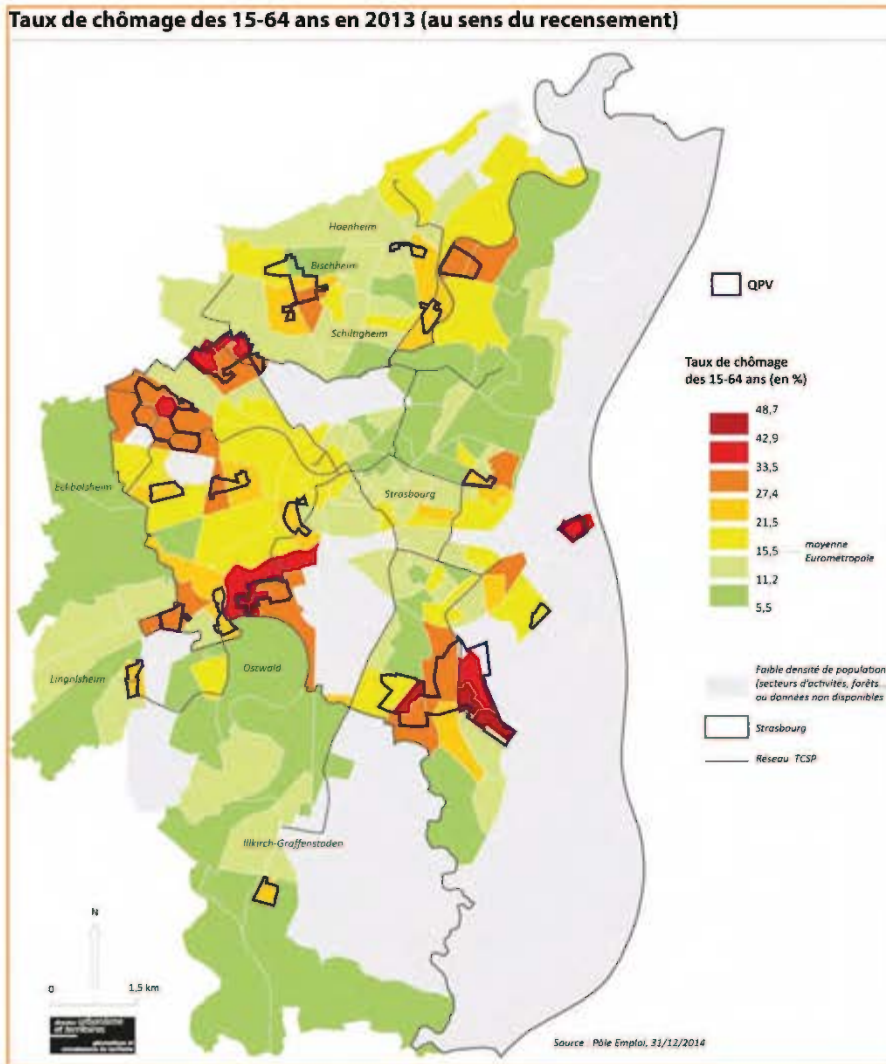 Taux de chômage des 15-64 ans en 2013 (au sens du recensement)
Hoenheim
Bischheim
Schiltigheim
Eckbolsheim
Strasbourg
Lingolsheim
Ostwald
Illkirch-Graffenstaden
QPV
Taux de chômage
des 15-64 ans (en %)
48,7
42,9
33,5
27,4
21,5
15,5
11,2
5,5
moyenne
Eurométropole
Faible densité de population
(secteurs d'activités, forêts...
ou données non disponibles
Strasbourg
Réseau TCSP
N
0
1,5 km
urbanisme
et territoires
Source : Pôle Emploi, 31/12/2014